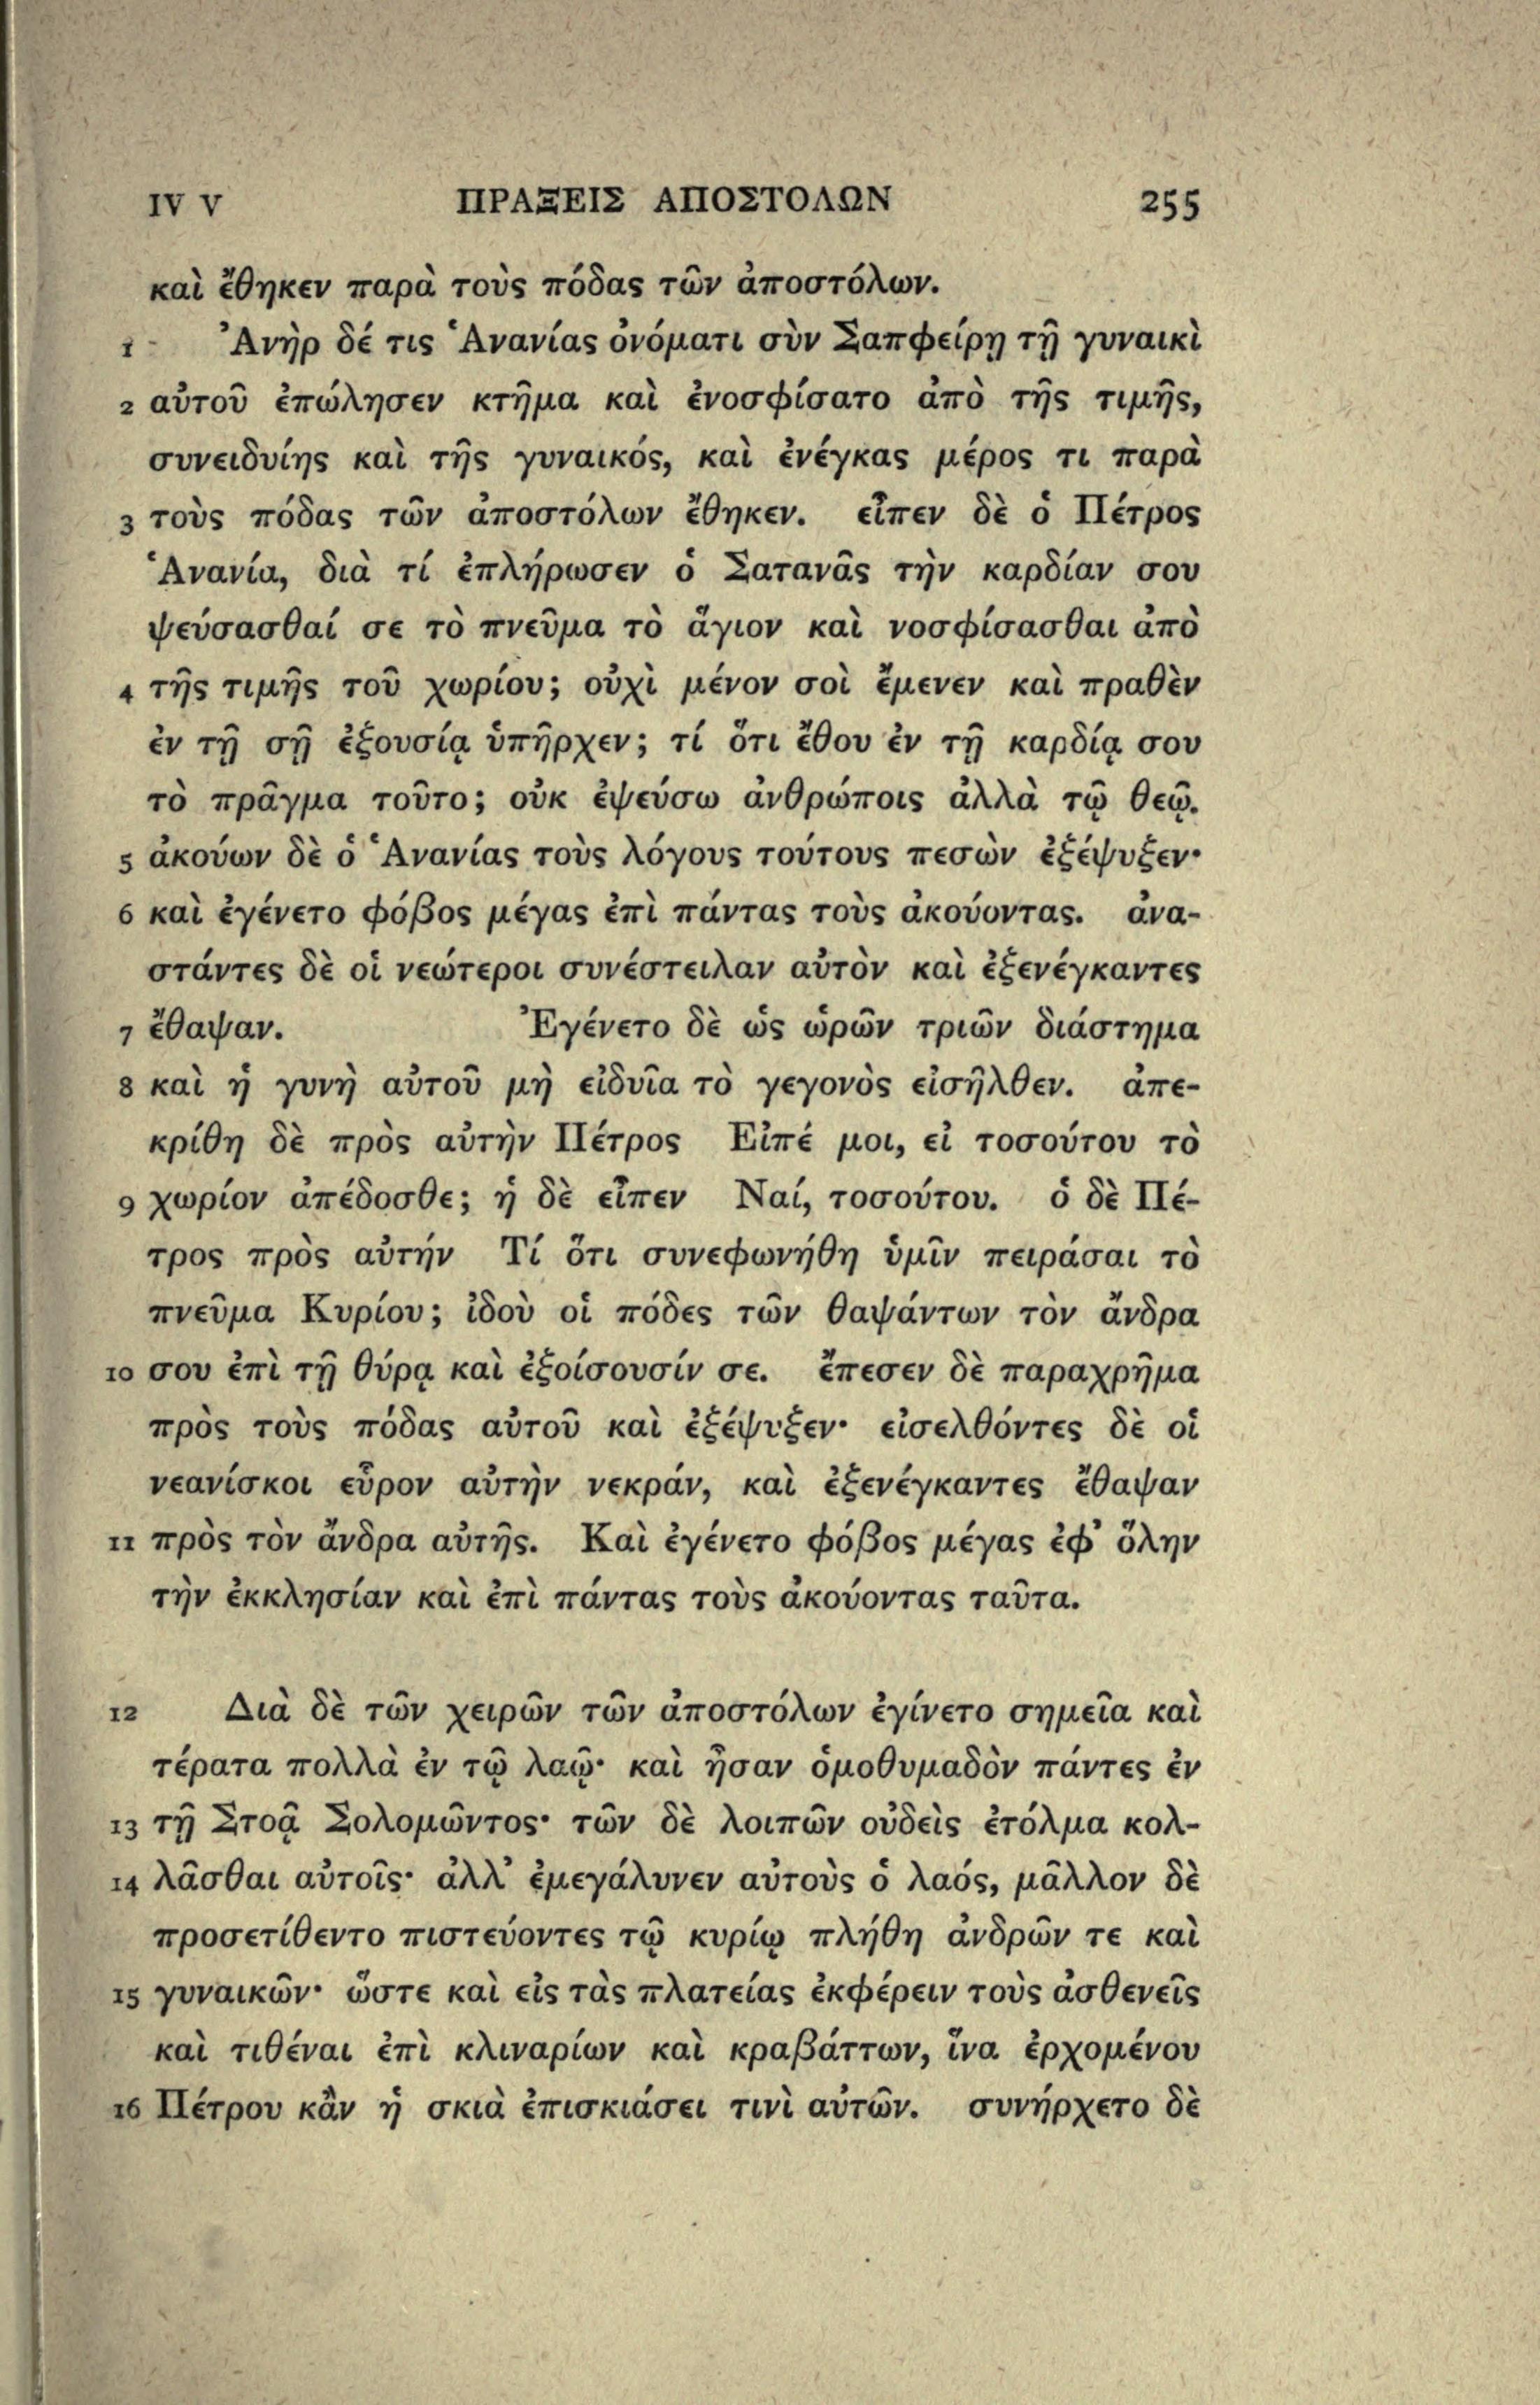 IV V ΠΡΑΞΕΙΣ ΑΠΟΣΤΟΛΩΝ 255
καὶ ἔθηκεν παρὰ τοὺς πόδας τῶν ἀποστόλων.
1 Ἀνὴρ δέ τις Ἁνανίας ὀνόματι σὺν Σαπφείρῃ τῇ γυναικὶ
2 αὐτοῦ ἐπώλησεν κτῆμα καὶ ἐνοσφίσατο ἀπὸ τῆς τιμῆς,
συνειδυίης καὶ τῆς γυναικός, καὶ ἐνέγκας μέρος τι παρὰ
3 τοὺς πόδας τῶν ἀποστόλων ἔθηκεν. εἶπεν δὲ ὁ Πέτρος
Ἁνανία, διὰ τί ἐπλήρωσεν ὁ Σατανᾶς τὴν καρδίαν σου
ψεύσασθαί σε τὸ πνεῦμα τὸ ἅγιον καὶ νοσφίσασθαι ἀπὸ
4 τῆς τιμῆς τοῦ χωρίου; οὐχὶ μένον σοὶ ἔμενεν καὶ πραθὲν
ἐν τῇ σῇ ἐξουσίᾳ ὑπῆρχεν; τί ὅτι ἔθου ἐν τῇ καρδίᾳ σου
τὸ πρᾶγμα τοῦτο; οὐκ ἐψεύσω ἀνθρώποις ἀλλὰ τῷ θεῷ.
5 ἀκούων δὲ ὁ Ἁνανίας τοὺς λόγους τούτους πεσὼν ἐξέψυξεν·
6 καὶ ἐγένετο φόβος μέγας ἐπὶ πάντας τοὺς ἀκούοντας. ἀνα-
στάντες δὲ οἱ νεώτεροι συνέστειλαν αὐτὸν καὶ ἐξενέγκαντες
7 ἔθαψαν. Ἐγένετο δὲ ὡς ὡρῶν τριῶν διάστημα
8 καὶ ἡ γυνὴ αὐτοῦ μὴ εἰδυῖα τὸ γεγονὸς εἰσῆλθεν. ἀπε-
κρίθη δὲ πρὸς αὐτὴν Πέτρος Εἰπέ μοι, εἰ τοσούτου τὸ
9 χωρίον ἀπέδοσθε; ἡ δὲ εἶπεν Ναί, τοσούτου. ὁ δὲ Πέ-
τρος πρὸς αὐτήν Τί ὅτι συνεφωνήθη ὑμῖν πειράσαι τὸ
πνεῦμα Κυρίου; ἰδοὺ οἱ πόδες τῶν θαψάντων τὸν ἄνδρα
10 σου ἐπὶ τῇ θύρᾳ καὶ ἐξοίσουσίν σε. ἔπεσεν δὲ παραχρῆμα
πρὸς τοὺς πόδας αὐτοῦ καὶ ἐξέψυξεν· εἰσελθόντες δὲ οἱ
νεανίσκοι εὗρον αὐτὴν νεκράν, καὶ ἐξενέγκαντες ἔθαψαν
11 πρὸς τὸν ἄνδρα αὐτῆς. Καὶ ἐγένετο φόβος μέγας ἐφ’ ὅλην
τὴν ἐκκλησίαν καὶ ἐπὶ πάντας τοὺς ἀκούοντας ταῦτα.
12 Διὰ δὲ τῶν χειρῶν τῶν ἀποστόλων ἐγίνετο σημεῖα καὶ
τέρατα πολλὰ ἐν τῷ λαῷ· καὶ ἦσαν ὁμοθυμαδὸν πάντες ἐν
13 τῇ Στοᾷ Σολομῶντος· τῶν δὲ λοιπῶν οὐδεὶς ἐτόλμα κολ-
14 λᾶσθαι αὐτοῖς· ἀλλ’ ἐμεγάλυνεν αὐτοὺς ὁ λαός, μᾶλλον δὲ
προσετίθεντο πιστεύοντες τῷ κυρίῳ πλήθη ἀνδρῶν τε καὶ
15 γυναικῶν· ὥστε καὶ εἰς τὰς πλατείας ἐκφέρειν τοὺς ἀσθενεῖς
καὶ τιθέναι ἐπὶ κλιναρίων καὶ κραβάττων, ἵνα ἐρχομένου
16 Πέτρου κἂν ἡ σκιὰ ἐπισκιάσει τινὶ αὐτῶν. συνήρχετο δὲ